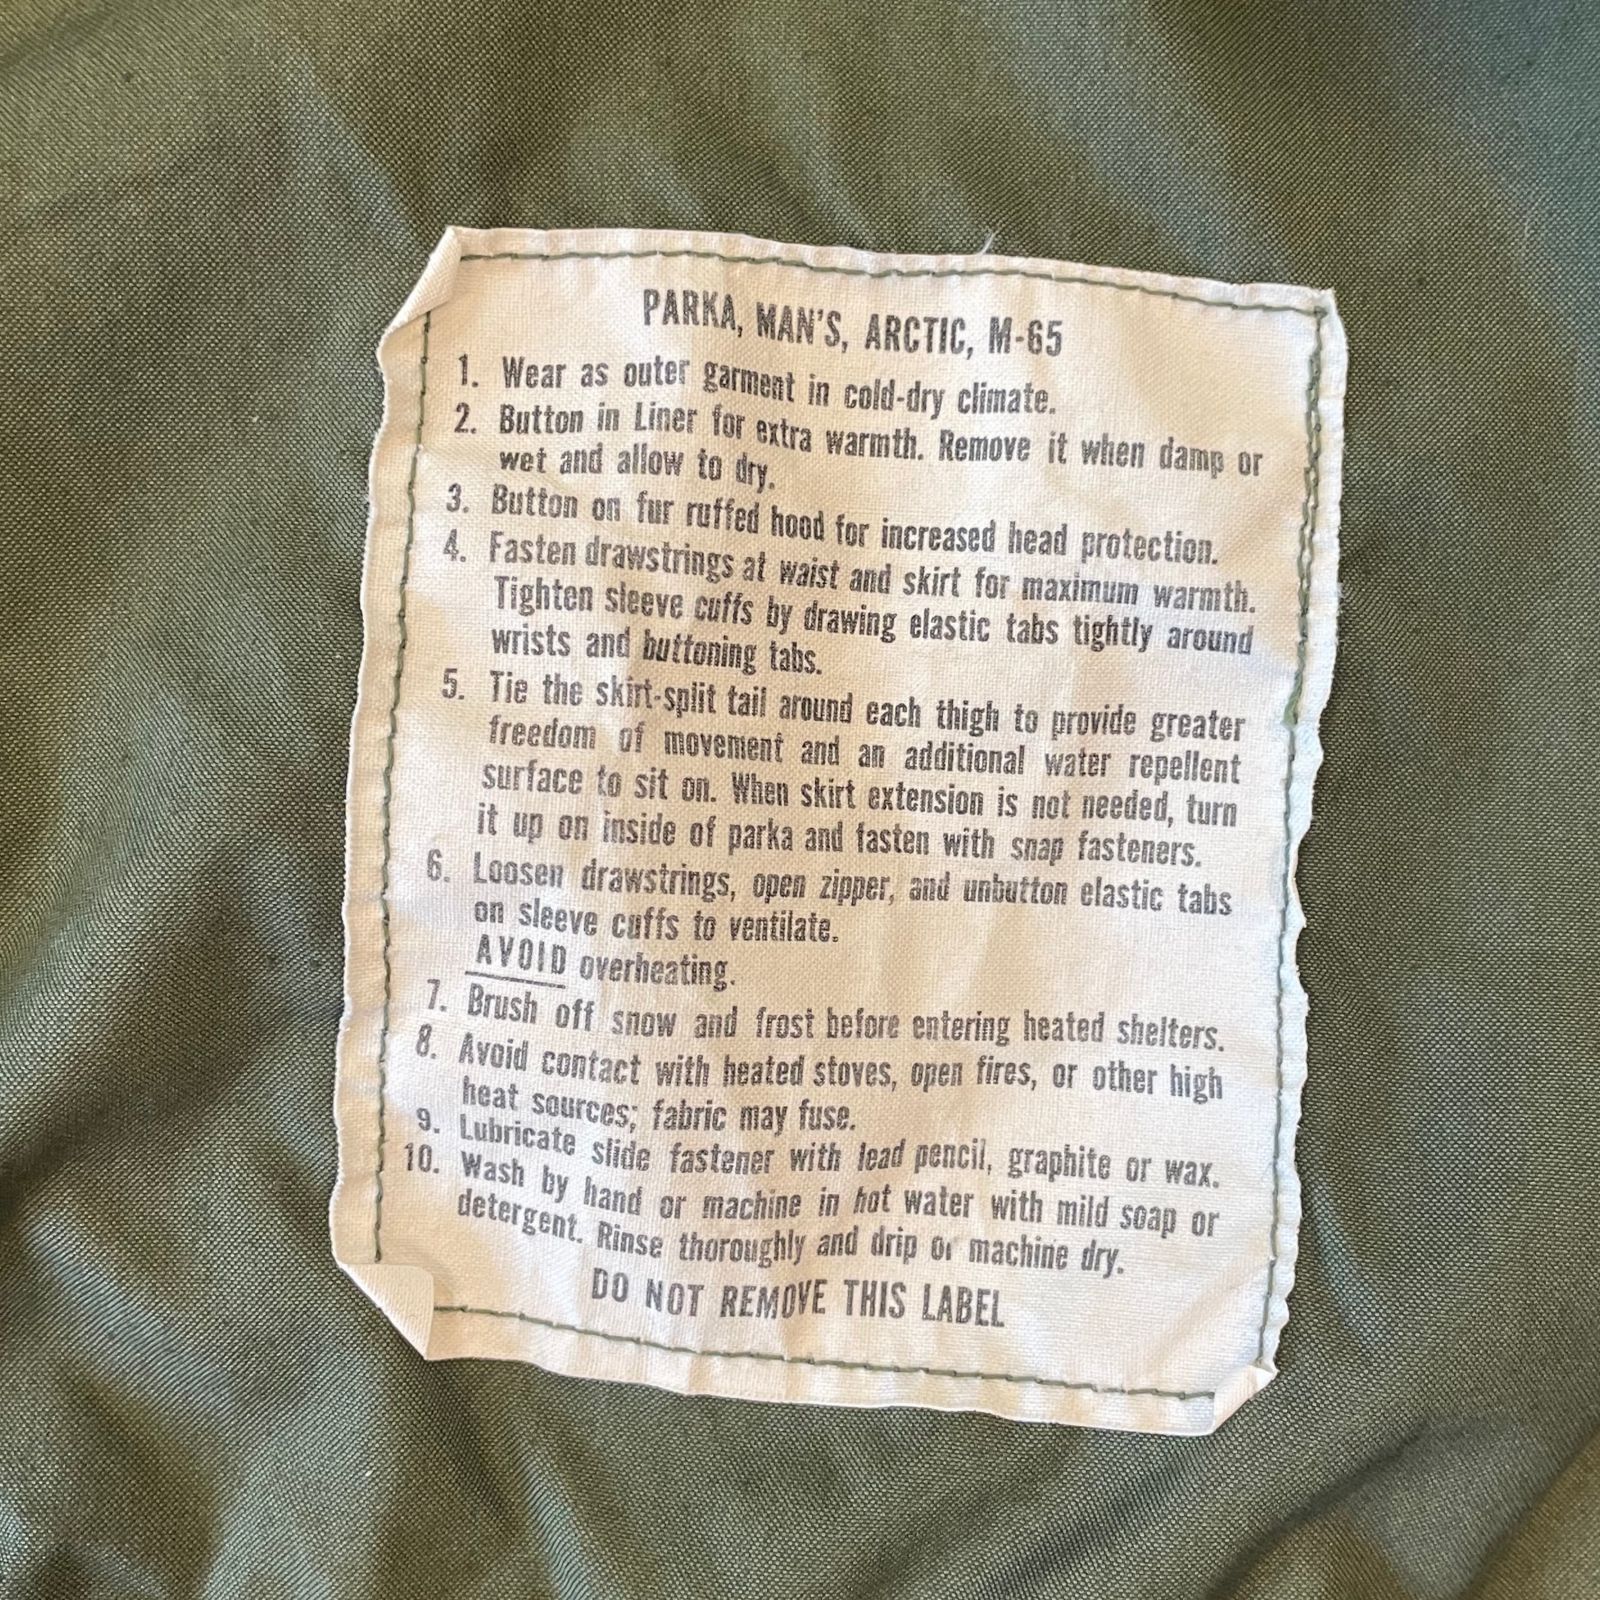 PARKA, MAN'S, ARCTIC, M-65
1. Wear as outer garment in cold-dry climate.
2. Button in Liner for extra warmth. Remove it when damp or
wet and allow to dry.
3. Button on fur ruffed hood for increased head protection.
4. Fasten drawstrings at waist and skirt for maximum warmth.
Tighten sleeve cuffs by drawing elastic tabs tightly around
wrists and buttoning tabs.
5. Tie the skirt-split tail around each thigh to provide greater
freedom of movement and an additional water repellent
surface to sit on. When skirt extension is not needed, turn
it up on inside of parka and fasten with snap fasteners.
6. Loosen drawstrings, open zipper, and unbutton elastic tabs
on sleeve cuffs to ventilate.
AVOID overheating.
7. Brush off snow and frost before entering heated shelters.
8. Avoid contact with heated stoves, open fires, or other high
heat sources; fabric may fuse.
9. Lubricate slide fastener with lead pencil, graphite or wax.
10. Wash by hand or machine in hot water with mild soap or
detergent. Rinse thoroughly and drip or machine dry.
DO NOT REMOVE THIS LABEL